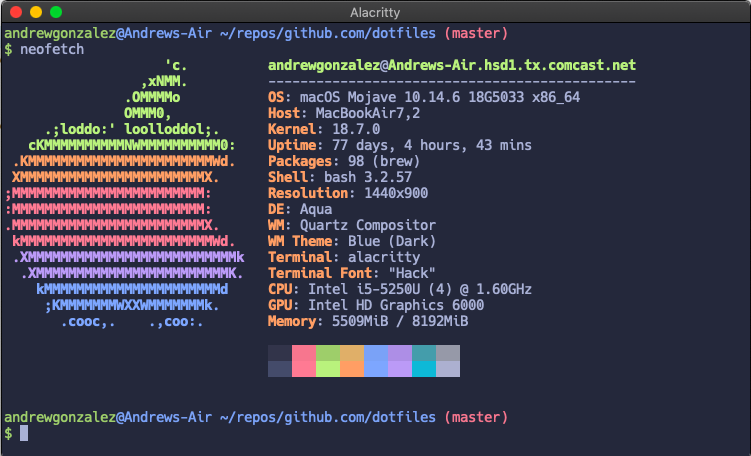 Alacritty
andrewgonzalez@Andrews-Air ~/repos/github.com/dotfiles (master)
$ neofetch
                    'c.          andrewgonzalez@Andrews-Air.hsd1.tx.comcast.net
                 ,xNMM.          ----------------------------------------------
               .OMMMMo           OS: macOS Mojave 10.14.6 18G5033 x86_64
               OMMM0,            Host: MacBookAir7,2
     .;loddo:' loolloddol;.      Kernel: 18.7.0
   cKMMMMMMMMMMNWMMMMMMMMMM0:    Uptime: 77 days, 4 hours, 43 mins
 .KMMMMMMMMMMMMMMMMMMMMMMMWd.    Packages: 98 (brew)
 XMMMMMMMMMMMMMMMMMMMMMMMX.      Shell: bash 3.2.57
;MMMMMMMMMMMMMMMMMMMMMMMM:       Resolution: 1440x900
:MMMMMMMMMMMMMMMMMMMMMMMM:       DE: Aqua
.MMMMMMMMMMMMMMMMMMMMMMMMX.      WM: Quartz Compositor
 kMMMMMMMMMMMMMMMMMMMMMMMMWd.    WM Theme: Blue (Dark)
 .XMMMMMMMMMMMMMMMMMMMMMMMMMMk   Terminal: alacritty
  .XMMMMMMMMMMMMMMMMMMMMMMMMK.   Terminal Font: "Hack"
    kMMMMMMMMMMMMMMMMMMMMMMd     CPU: Intel i5-5250U (4) @ 1.60GHz
     ;KMMMMMMMWXXWMMMMMMMk.      GPU: Intel HD Graphics 6000
       .cooc,.    .,coo:.        Memory: 5509MiB / 8192MiB
andrewgonzalez@Andrews-Air ~/repos/github.com/dotfiles (master)
$